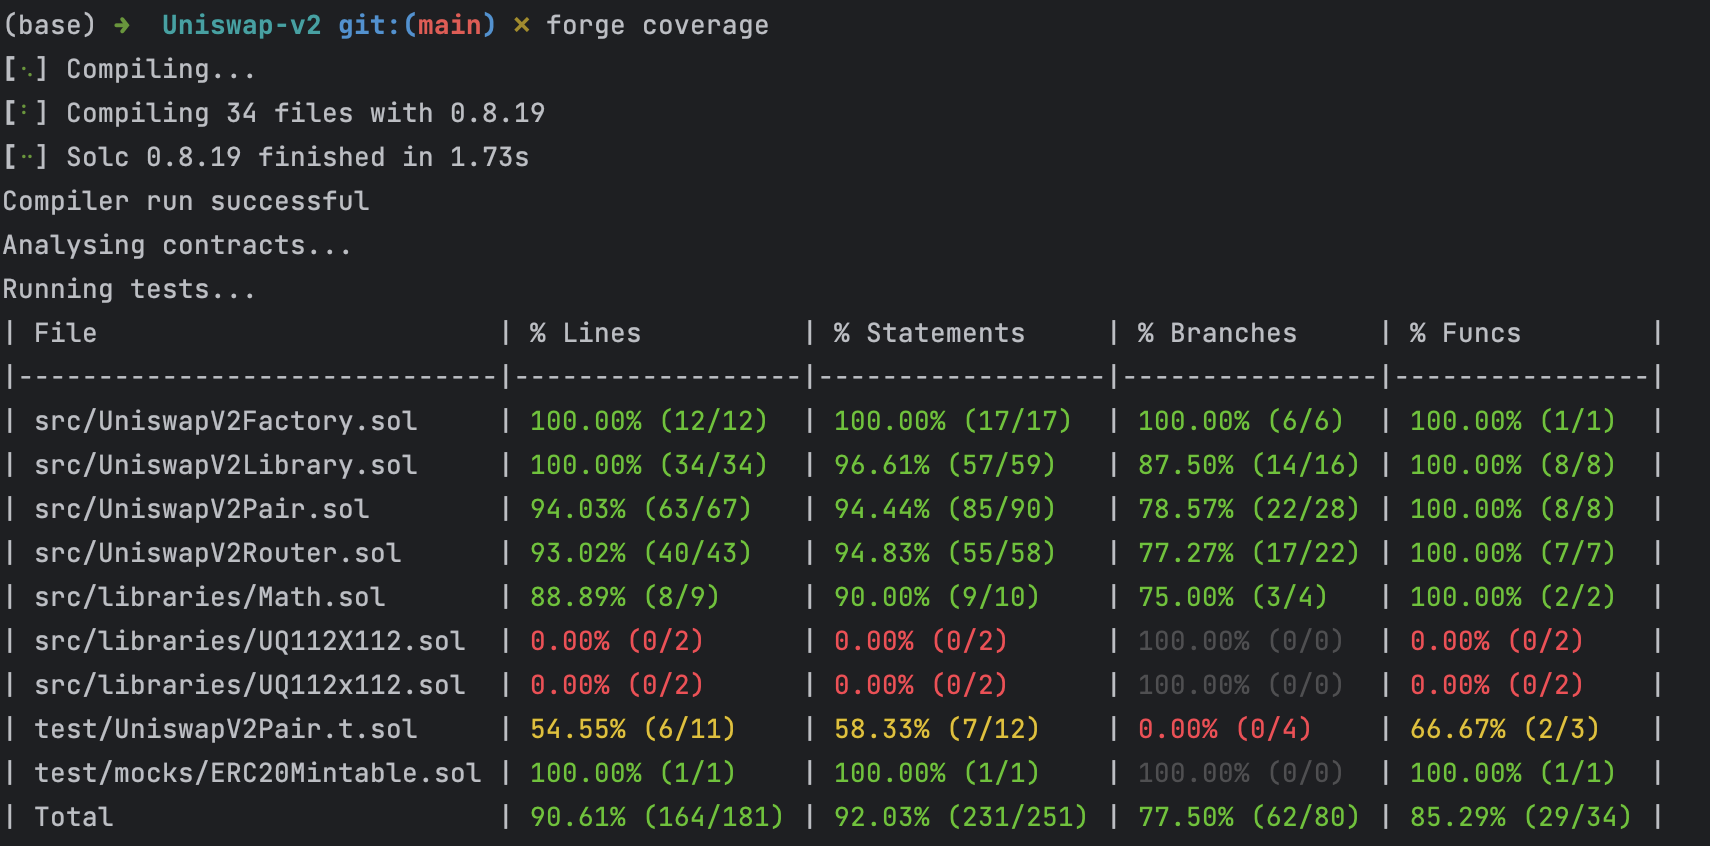 (base) ➜  Uniswap-v2 git:(main) ✗ forge coverage
[⠢] Compiling...
[⠃] Compiling 34 files with 0.8.19
[⠒] Solc 0.8.19 finished in 1.73s
Compiler run successful
Analysing contracts...
Running tests...
| File                         | % Lines          | % Statements     | % Branches     | % Funcs        |
|------------------------------|------------------|------------------|----------------|----------------|
| src/UniswapV2Factory.sol     | 100.00% (12/12)  | 100.00% (17/17)  | 100.00% (6/6)  | 100.00% (1/1)  |
| src/UniswapV2Library.sol     | 100.00% (34/34)  | 96.61% (57/59)   | 87.50% (14/16) | 100.00% (8/8)  |
| src/UniswapV2Pair.sol        | 94.03% (63/67)   | 94.44% (85/90)   | 78.57% (22/28) | 100.00% (8/8)  |
| src/UniswapV2Router.sol      | 93.02% (40/43)   | 94.83% (55/58)   | 77.27% (17/22) | 100.00% (7/7)  |
| src/libraries/Math.sol       | 88.89% (8/9)     | 90.00% (9/10)    | 75.00% (3/4)   | 100.00% (2/2)  |
| src/libraries/UQ112X112.sol  | 0.00% (0/2)      | 0.00% (0/2)      | 100.00% (0/0)  | 0.00% (0/2)    |
| src/libraries/UQ112x112.sol  | 0.00% (0/2)      | 0.00% (0/2)      | 100.00% (0/0)  | 0.00% (0/2)    |
| test/UniswapV2Pair.t.sol     | 54.55% (6/11)    | 58.33% (7/12)    | 0.00% (0/4)    | 66.67% (2/3)   |
| test/mocks/ERC20Mintable.sol | 100.00% (1/1)    | 100.00% (1/1)    | 100.00% (0/0)  | 100.00% (1/1)  |
| Total                        | 90.61% (164/181) | 92.03% (231/251) | 77.50% (62/80) | 85.29% (29/34) |